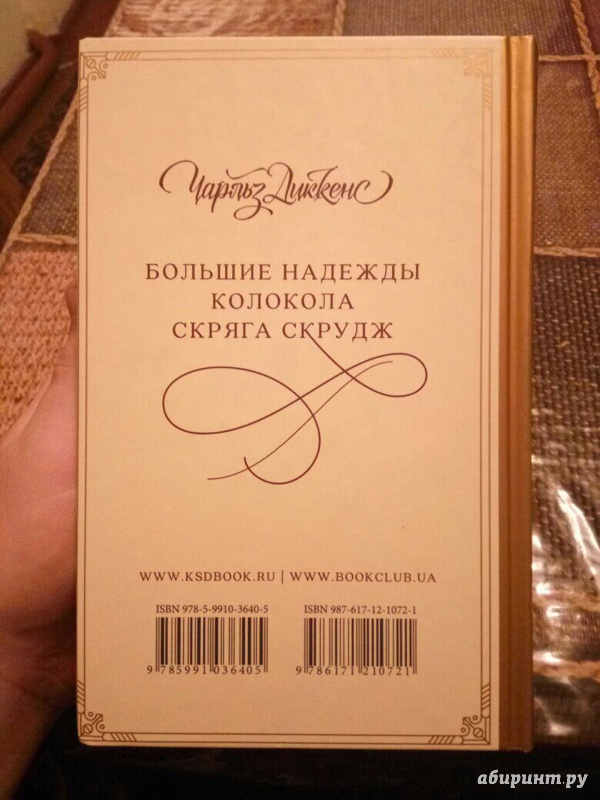 Чарльз Диккенс
БОЛЬШИЕ НАДЕЖДЫ
КОЛОКОЛА
СКРЯГА СКРУДЖ
WWW.KSDBOOK.RU | WWW.BOOKCLUB.UA
ISBN 978-5-9910-3640-5 ISBN 987-617-12-1072-1
9 785991 036405 9 786171 210721
абиринт.ру